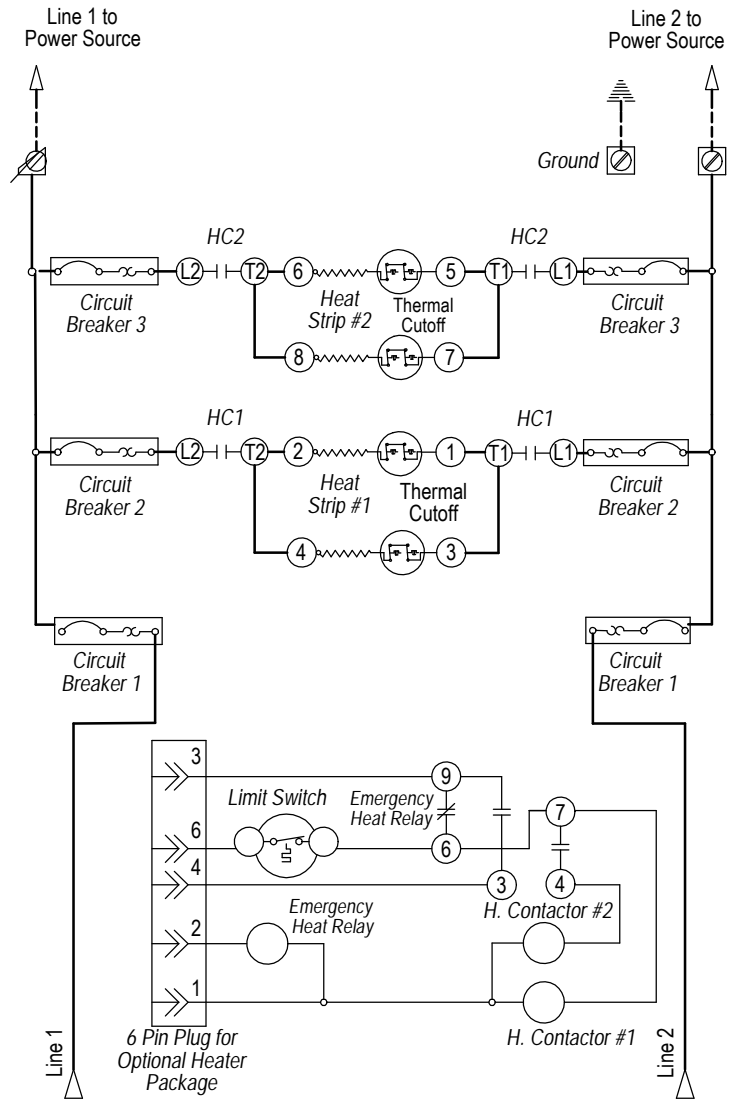 Line 1 to
Power Source
Line 2 to
Power Source
Ground
HC2
HC2
L2
T2
6
5
T1
L1
Circuit
Breaker 3
Heat
Strip #2
Thermal
Cutoff
Circuit
Breaker 3
8
7
HC1
HC1
L2
T2
2
1
T1
L1
Circuit
Breaker 2
Heat
Strip #1
Thermal
Cutoff
Circuit
Breaker 2
4
3
Circuit
Breaker 1
Circuit
Breaker 1
3
9
Limit Switch
Emergency
Heat Relay
7
6
6
4
3
4
H. Contactor #2
Emergency
Heat Relay
2
1
H. Contactor #1
6 Pin Plug for
Optional Heater
Package
Line 1
Line 2